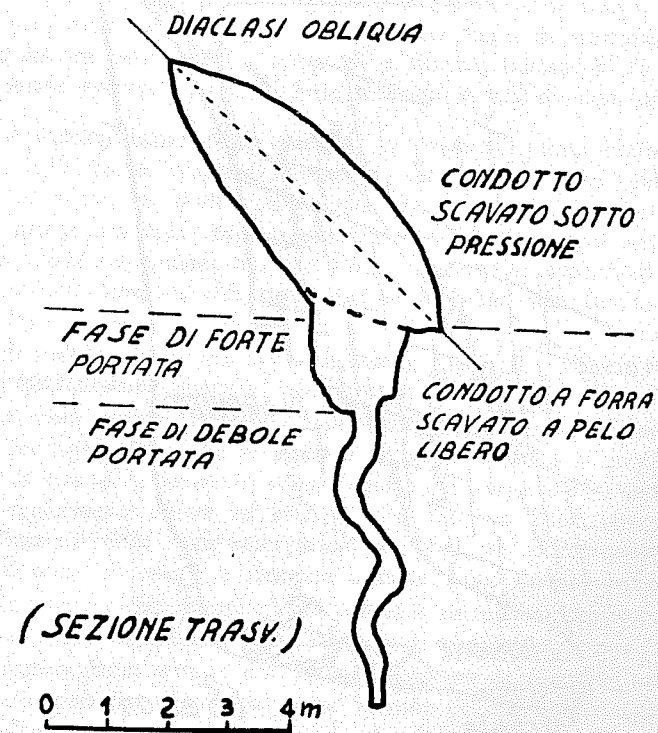 DIACLASI OBLIQUA
CONDOTTO
SCAVATO SOTTO
PRESSIONE
FASE DI FORTE
PORTATA
CONDOTTO A FORRA
SCAVATO A PELO
LIBERO
FASE DI DEBOLE
PORTATA
(SEZIONE TRASV.)
0 1 2 3 4m